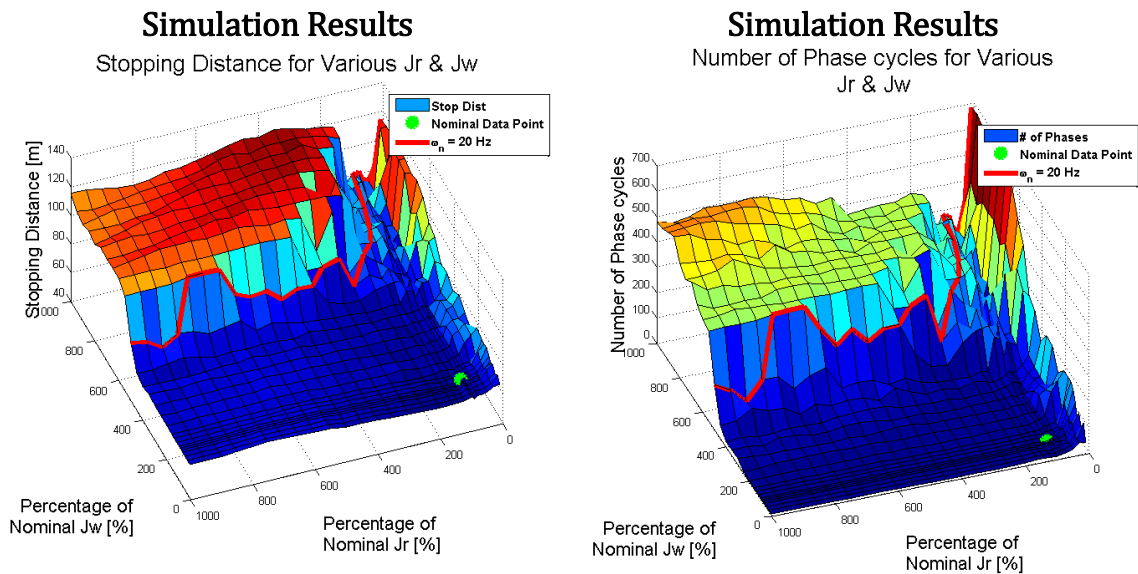 Simulation Results
Stopping Distance for Various Jr & Jw
Stop Dist
Nominal Data Point
ωn = 20 Hz
Stopping Distance [m]
140
120
100
80
60
40
1000
800
600
400
200
0
Percentage of
Nominal Jw [%]
1000
800
600
400
200
0
Percentage of
Nominal Jr [%]
Simulation Results
Number of Phase cycles for Various
Jr & Jw
# of Phases
Nominal Data Point
ωn = 20 Hz
Number of Phase cycles
700
600
500
400
300
200
100
0
1000
800
600
400
200
0
Percentage of
Nominal Jw [%]
1000
800
600
400
200
0
Percentage of
Nominal Jr [%]